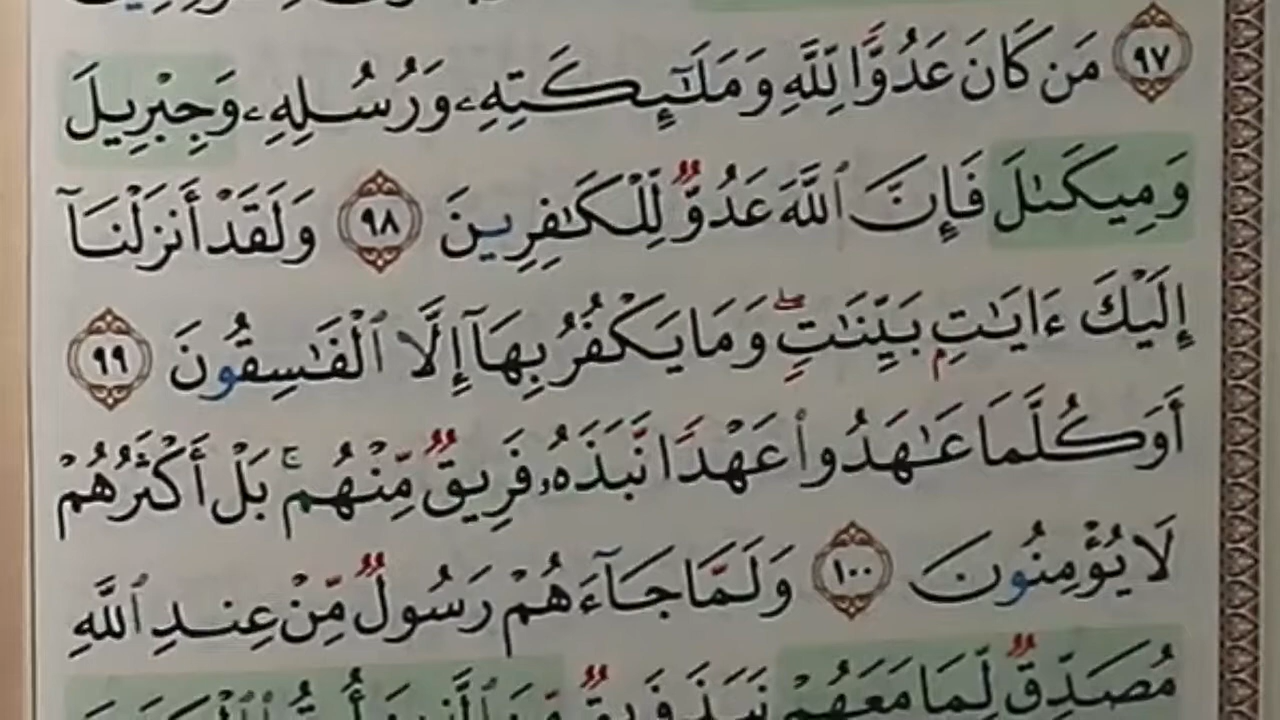 ٩٧ مَن كَانَ عَدُوًّا لِّلَّهِ وَمَلَٰٓئِكَتِهِۦ وَرُسُلِهِۦ وَجِبْرِيلَ
وَمِيكَىٰلَ فَإِنَّ ٱللَّهَ عَدُوٌّ لِّلْكَٰفِرِينَ ٩٨ وَلَقَدْ أَنزَلْنَآ
إِلَيْكَ ءَايَٰتٍۭ بَيِّنَٰتٍ ۖ وَمَا يَكْفُرُ بِهَآ إِلَّا ٱلْفَٰسِقُونَ ٩٩
أَوَكُلَّمَا عَٰهَدُوا۟ عَهْدًا نَّبَذَهُۥ فَرِيقٌ مِّنْهُم ۚ بَلْ أَكْثَرُهُمْ
لَا يُؤْمِنُونَ ١٠٠ وَلَمَّا جَآءَهُمْ رَسُولٌ مِّنْ عِندِ ٱللَّهِ
مُصَدِّقٌ لِّمَا مَعَهُمْ نَبَذَ فَرِيقٌ